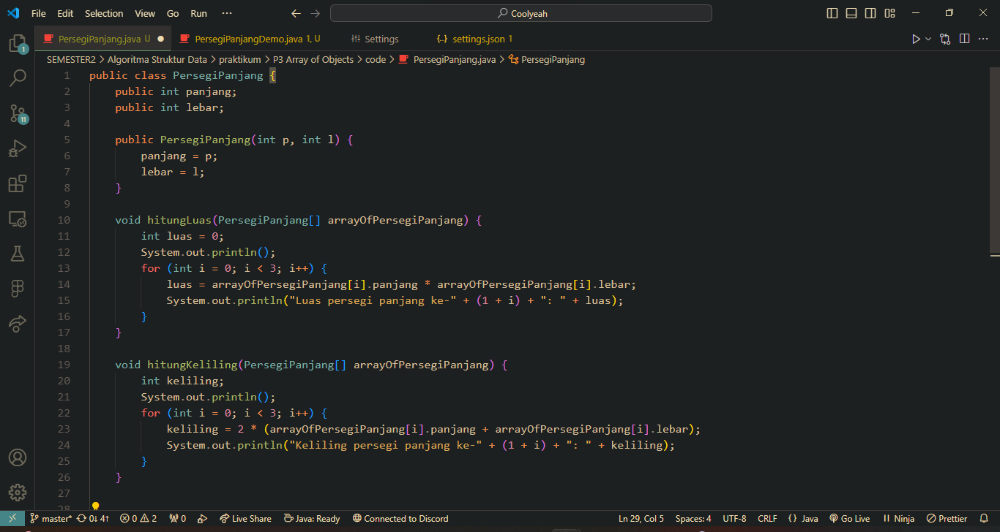 File Edit Selection View Go Run ··· Coolyeah
PersegiPanjang.java U PersegiPanjangDemo.java 1, U Settings {..} settings.json 1
SEMESTER2 > Algoritma Struktur Data > praktikum > P3 Array of Objects > code > PersegiPanjang.java > PersegiPanjang
1 public class PersegiPanjang {
2 public int panjang;
3 public int lebar;
4
5 public PersegiPanjang(int p, int l) {
6 panjang = p;
7 lebar = l;
8 }
9
10 void hitungLuas(PersegiPanjang[] arrayOfPersegiPanjang) {
11 int luas = 0;
12 System.out.println();
13 for (int i = 0; i < 3; i++) {
14 luas = arrayOfPersegiPanjang[i].panjang * arrayOfPersegiPanjang[i].lebar;
15 System.out.println("Luas persegi panjang ke-" + (1 + i) + ": " + luas);
16 }
17 }
18
19 void hitungKeliling(PersegiPanjang[] arrayOfPersegiPanjang) {
20 int keliling;
21 System.out.println();
22 for (int i = 0; i < 3; i++) {
23 keliling = 2 * (arrayOfPersegiPanjang[i].panjang + arrayOfPersegiPanjang[i].lebar);
24 System.out.println("Keliling persegi panjang ke-" + (1 + i) + ": " + keliling);
25 }
26 }
27
28
1
11
master* 0↓ 4↑ 0 2 0 Live Share Java: Ready Connected to Discord Ln 29, Col 5 Spaces: 4 UTF-8 CRLF {} Java Go Live Ninja Prettier